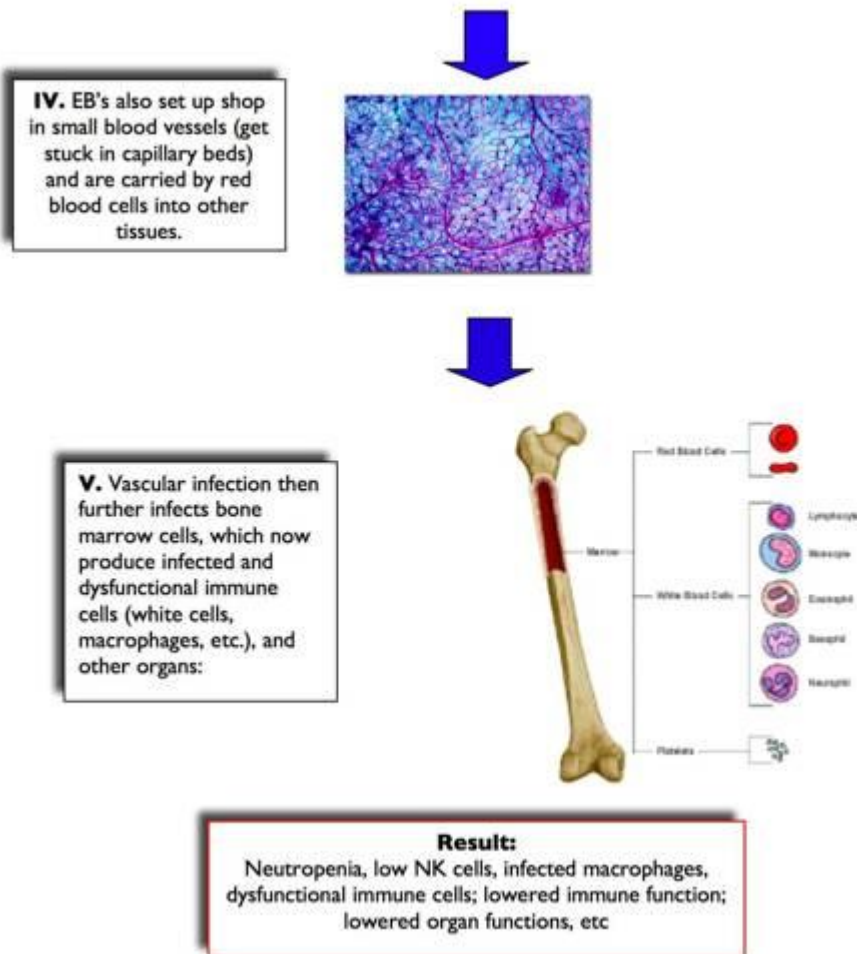 IV. EB's also set up shop
in small blood vessels (get
stuck in capillary beds)
and are carried by red
blood cells into other
tissues.
V. Vascular infection then
further infects bone
marrow cells, which now
produce infected and
dysfunctional immune
cells (white cells,
macrophages, etc.), and
other organs:
Red Blood Cells
Lymphocyte
Monocyte
Marrow
White Blood Cells
Eosinophil
Basophil
Neutrophil
Platelets
Result:
Neutropenia, low NK cells, infected macrophages,
dysfunctional immune cells; lowered immune function;
lowered organ functions, etc